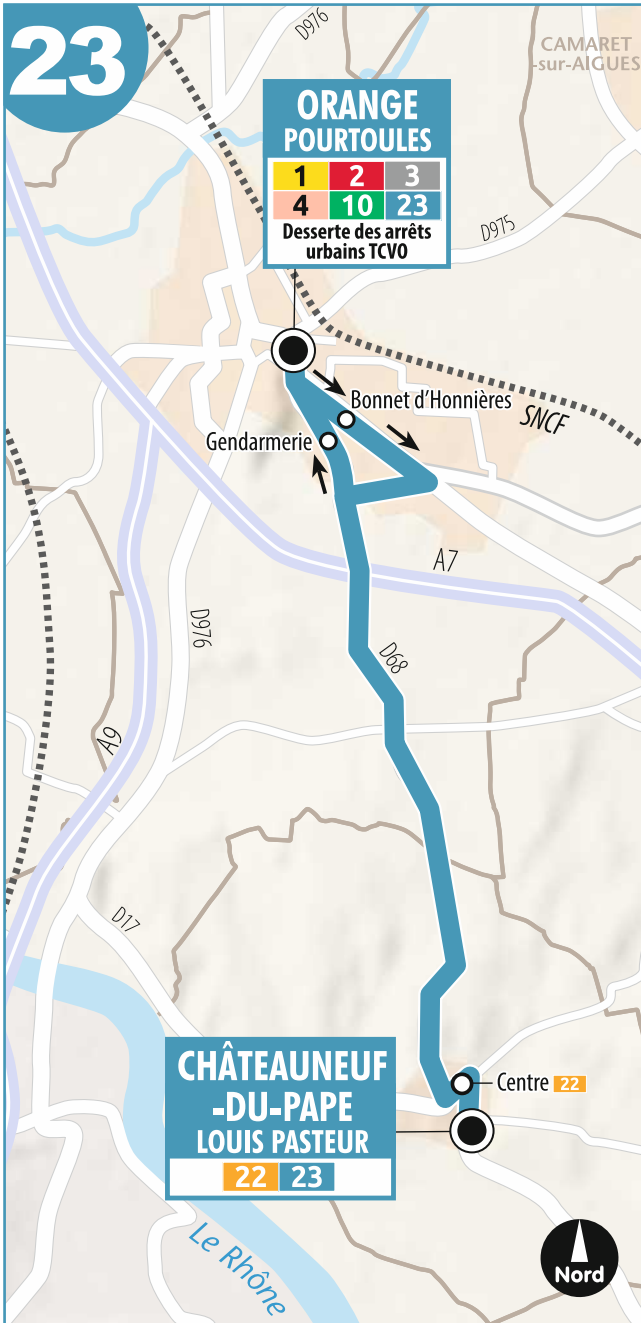 23
D976
CAMARET
-sur-AIGUES
ORANGE
POURTOULES
1 2 3
4 10 23
Desserte des arrêts
urbains TCVO
D975
Bonnet d'Honnières
SNCF
Gendarmerie
A7
D976
D68
A9
D17
CHÂTEAUNEUF
-DU-PAPE
LOUIS PASTEUR
22 23
Centre 22
Le Rhône
Nord